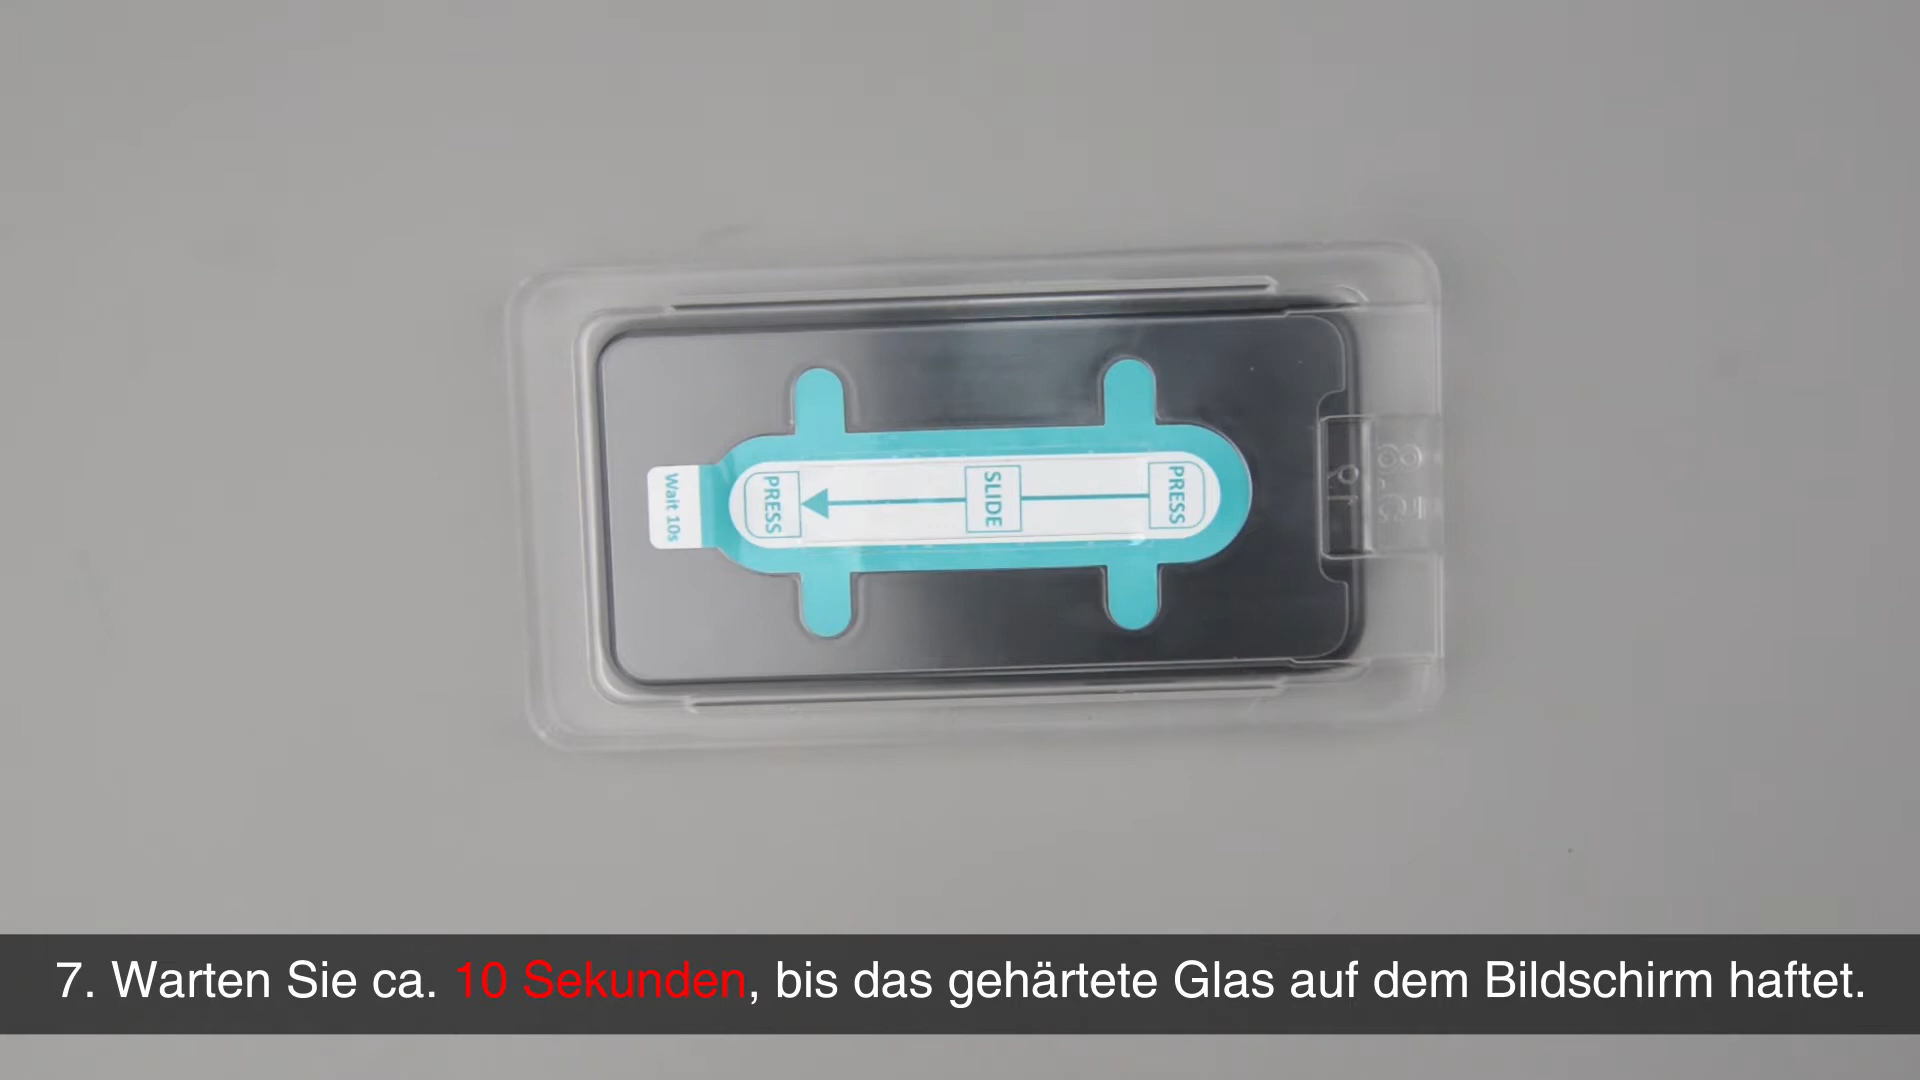 Wait 10s
PRESS
SLIDE
PRESS
7. Warten Sie ca. 10 Sekunden, bis das gehärtete Glas auf dem Bildschirm haftet.